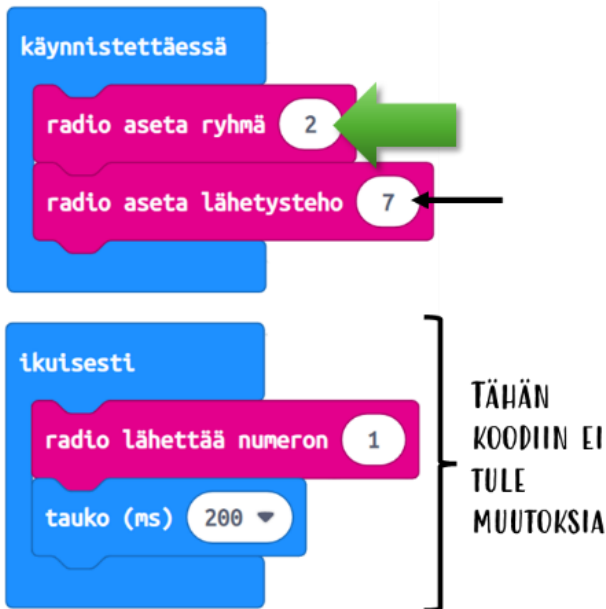 käynnistettäessä
radio aseta ryhmä 2
radio aseta lähetysteho 7
ikuisesti
radio lähettää numeron 1
tauko (ms) 200
TÄHÄN
KOODIIN EI
TULE
MUUTOKSIA